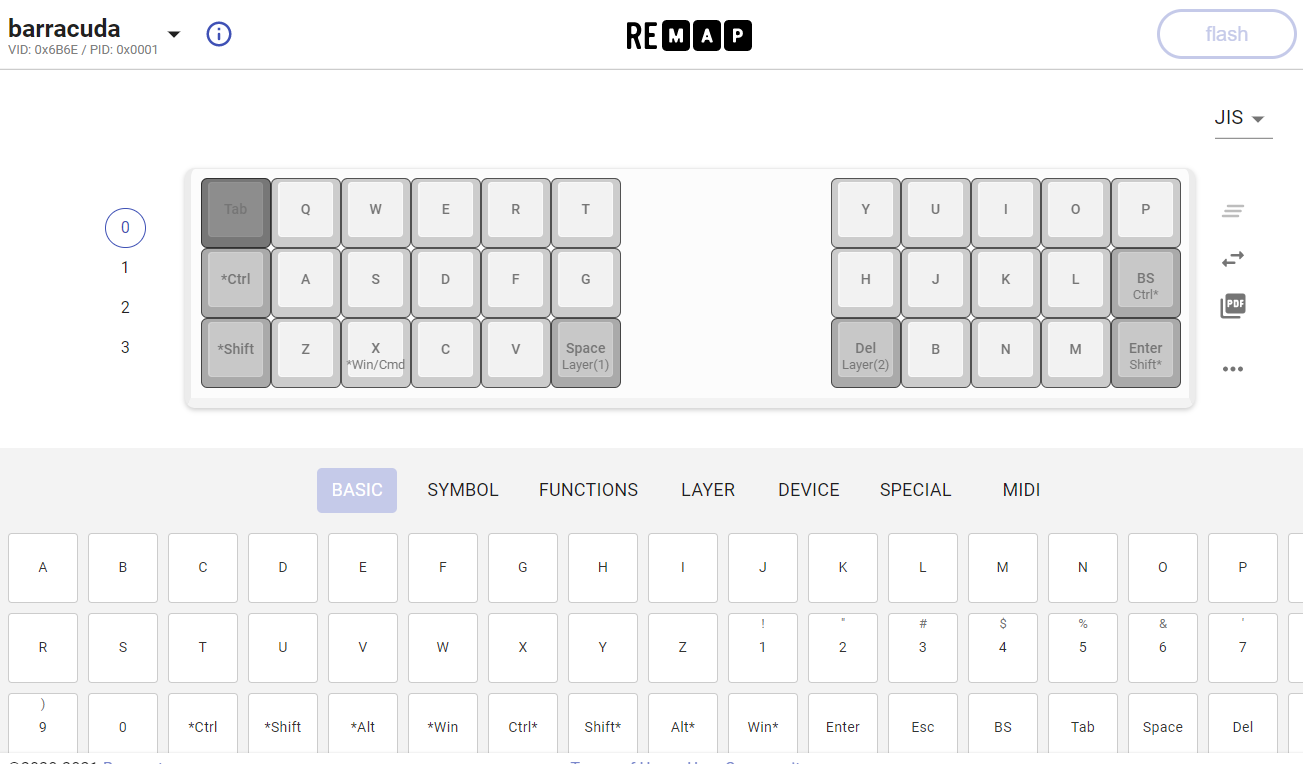 barracuda
VID: 0x6B6E / PID: 0x0001
REMAP
flash
JIS
0
1
2
3
Tab Q W E R T Y U I O P
*Ctrl A S D F G H J K L BS
Ctrl*
*Shift Z X C V Space Del B N M Enter
*Win/Cmd Layer(1) Layer(2) Shift*
PDF
BASIC SYMBOL FUNCTIONS LAYER DEVICE SPECIAL MIDI
A B C D E F G H I J K L M N O P
! " # $ % & '
R S T U V W X Y Z 1 2 3 4 5 6 7
)
9 0 *Ctrl *Shift *Alt *Win Ctrl* Shift* Alt* Win* Enter Esc BS Tab Space Del